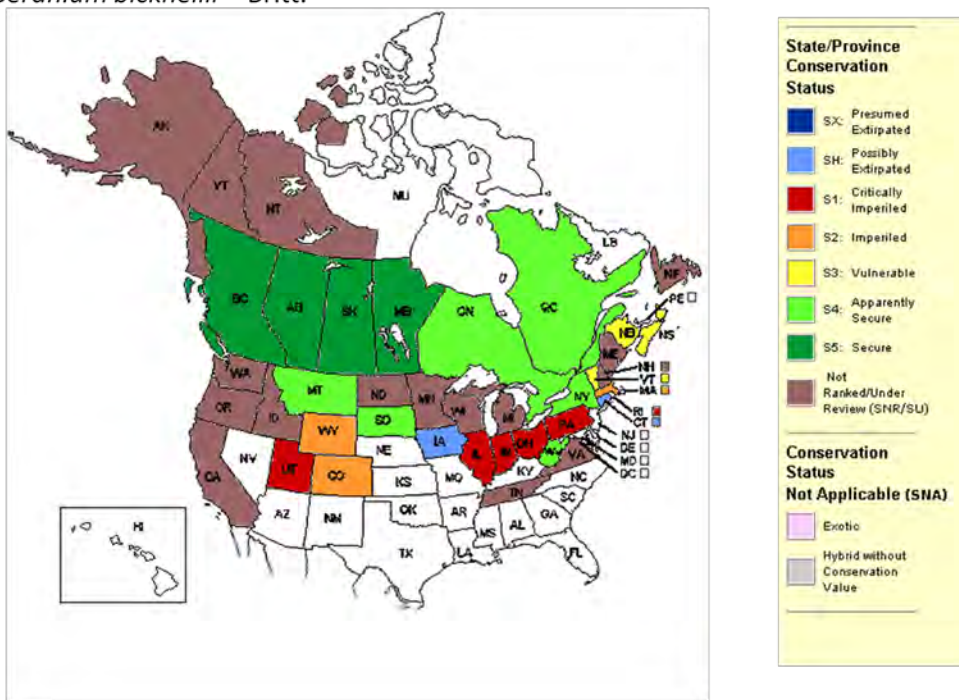 Geranium bicknellii Britt.
AK
YT
NT
NU
BC
AB
SK
MB
ON
QC
LB
NF
PE
NB
NS
ME
NH
VT
MA
RI
CT
NJ
DE
MD
DC
WA
MT
ND
MN
WI
MI
NY
OR
ID
WY
SD
IA
IL
IN
OH
PA
NV
UT
CO
NE
KS
MO
KY
WV
VA
CA
AZ
NM
OK
AR
TN
NC
SC
MS
AL
GA
TX
LA
FL
HI
State/Province
Conservation
Status
SX: Presumed
Extirpated
SH: Possibly
Extirpated
S1: Critically
Imperiled
S2: Imperiled
S3: Vulnerable
S4: Apparently
Secure
S5: Secure
Not
Ranked/Under
Review (SNR/SU)
Conservation
Status
Not Applicable (SNA)
Exotic
Hybrid without
Conservation
Value